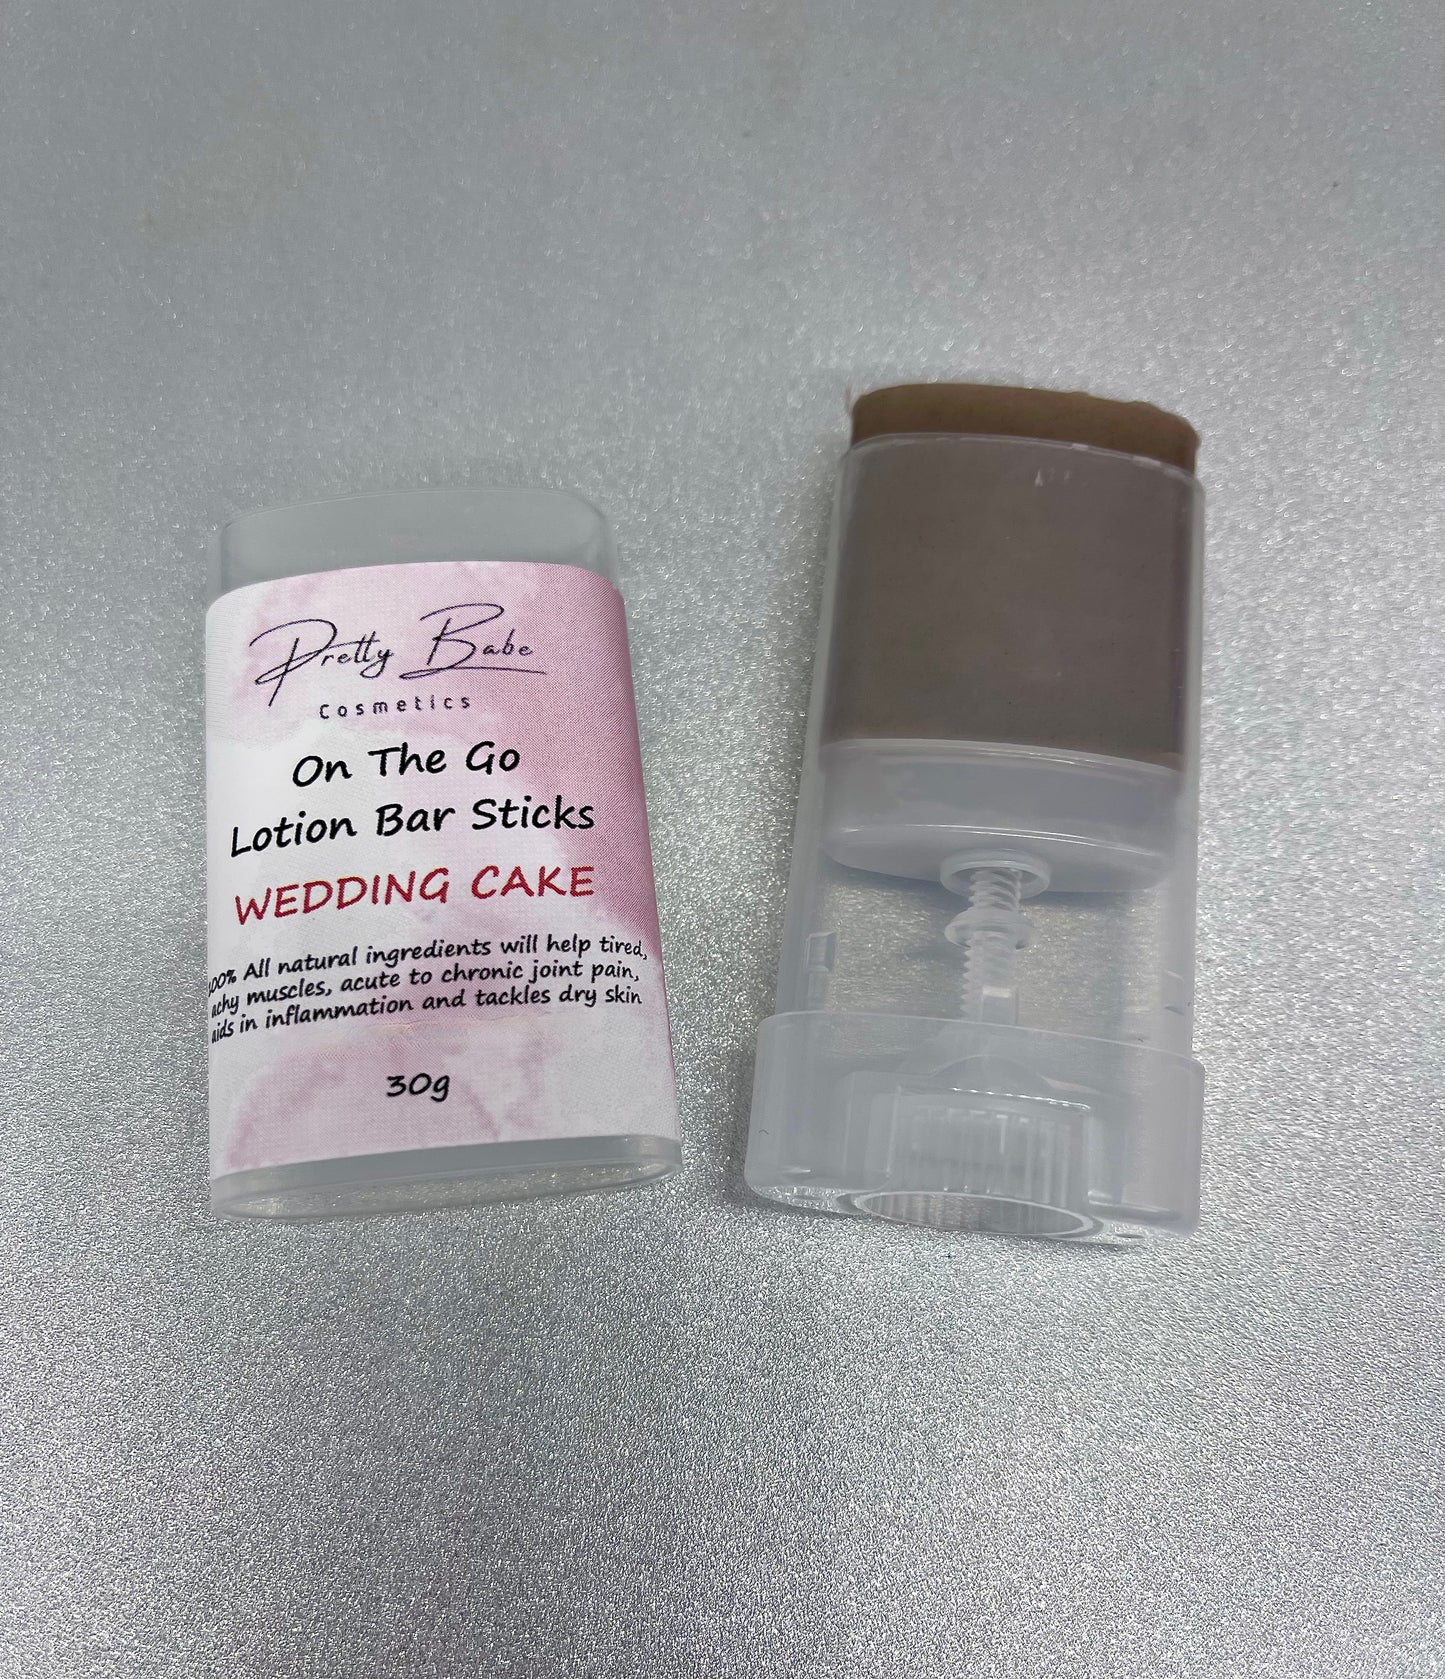 Pretty Babe
Cosmetics
On The Go
Lotion Bar Sticks
WEDDING CAKE
100% All natural ingredients will help tired,
achy muscles, acute to chronic joint pain,
aids in inflammation and tackles dry skin
30g